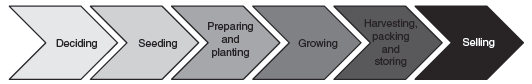 Deciding
Seeding
Preparing
and
planting
Growing
Harvesting,
packing
and
storing
Selling